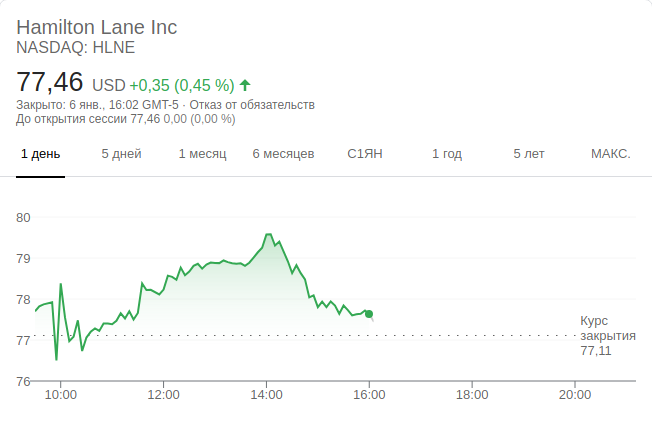 Hamilton Lane Inc
NASDAQ: HLNE
77,46 USD +0,35 (0,45 %)
Закрыто: 6 янв., 16:02 GMT-5 · Отказ от обязательств
До открытия сессии 77,46 0,00 (0,00 %)
1 день 5 дней 1 месяц 6 месяцев С1ЯН 1 год 5 лет МАКС.
80
79
78
77
76
Курс
закрытия
77,11
10:00 12:00 14:00 16:00 18:00 20:00